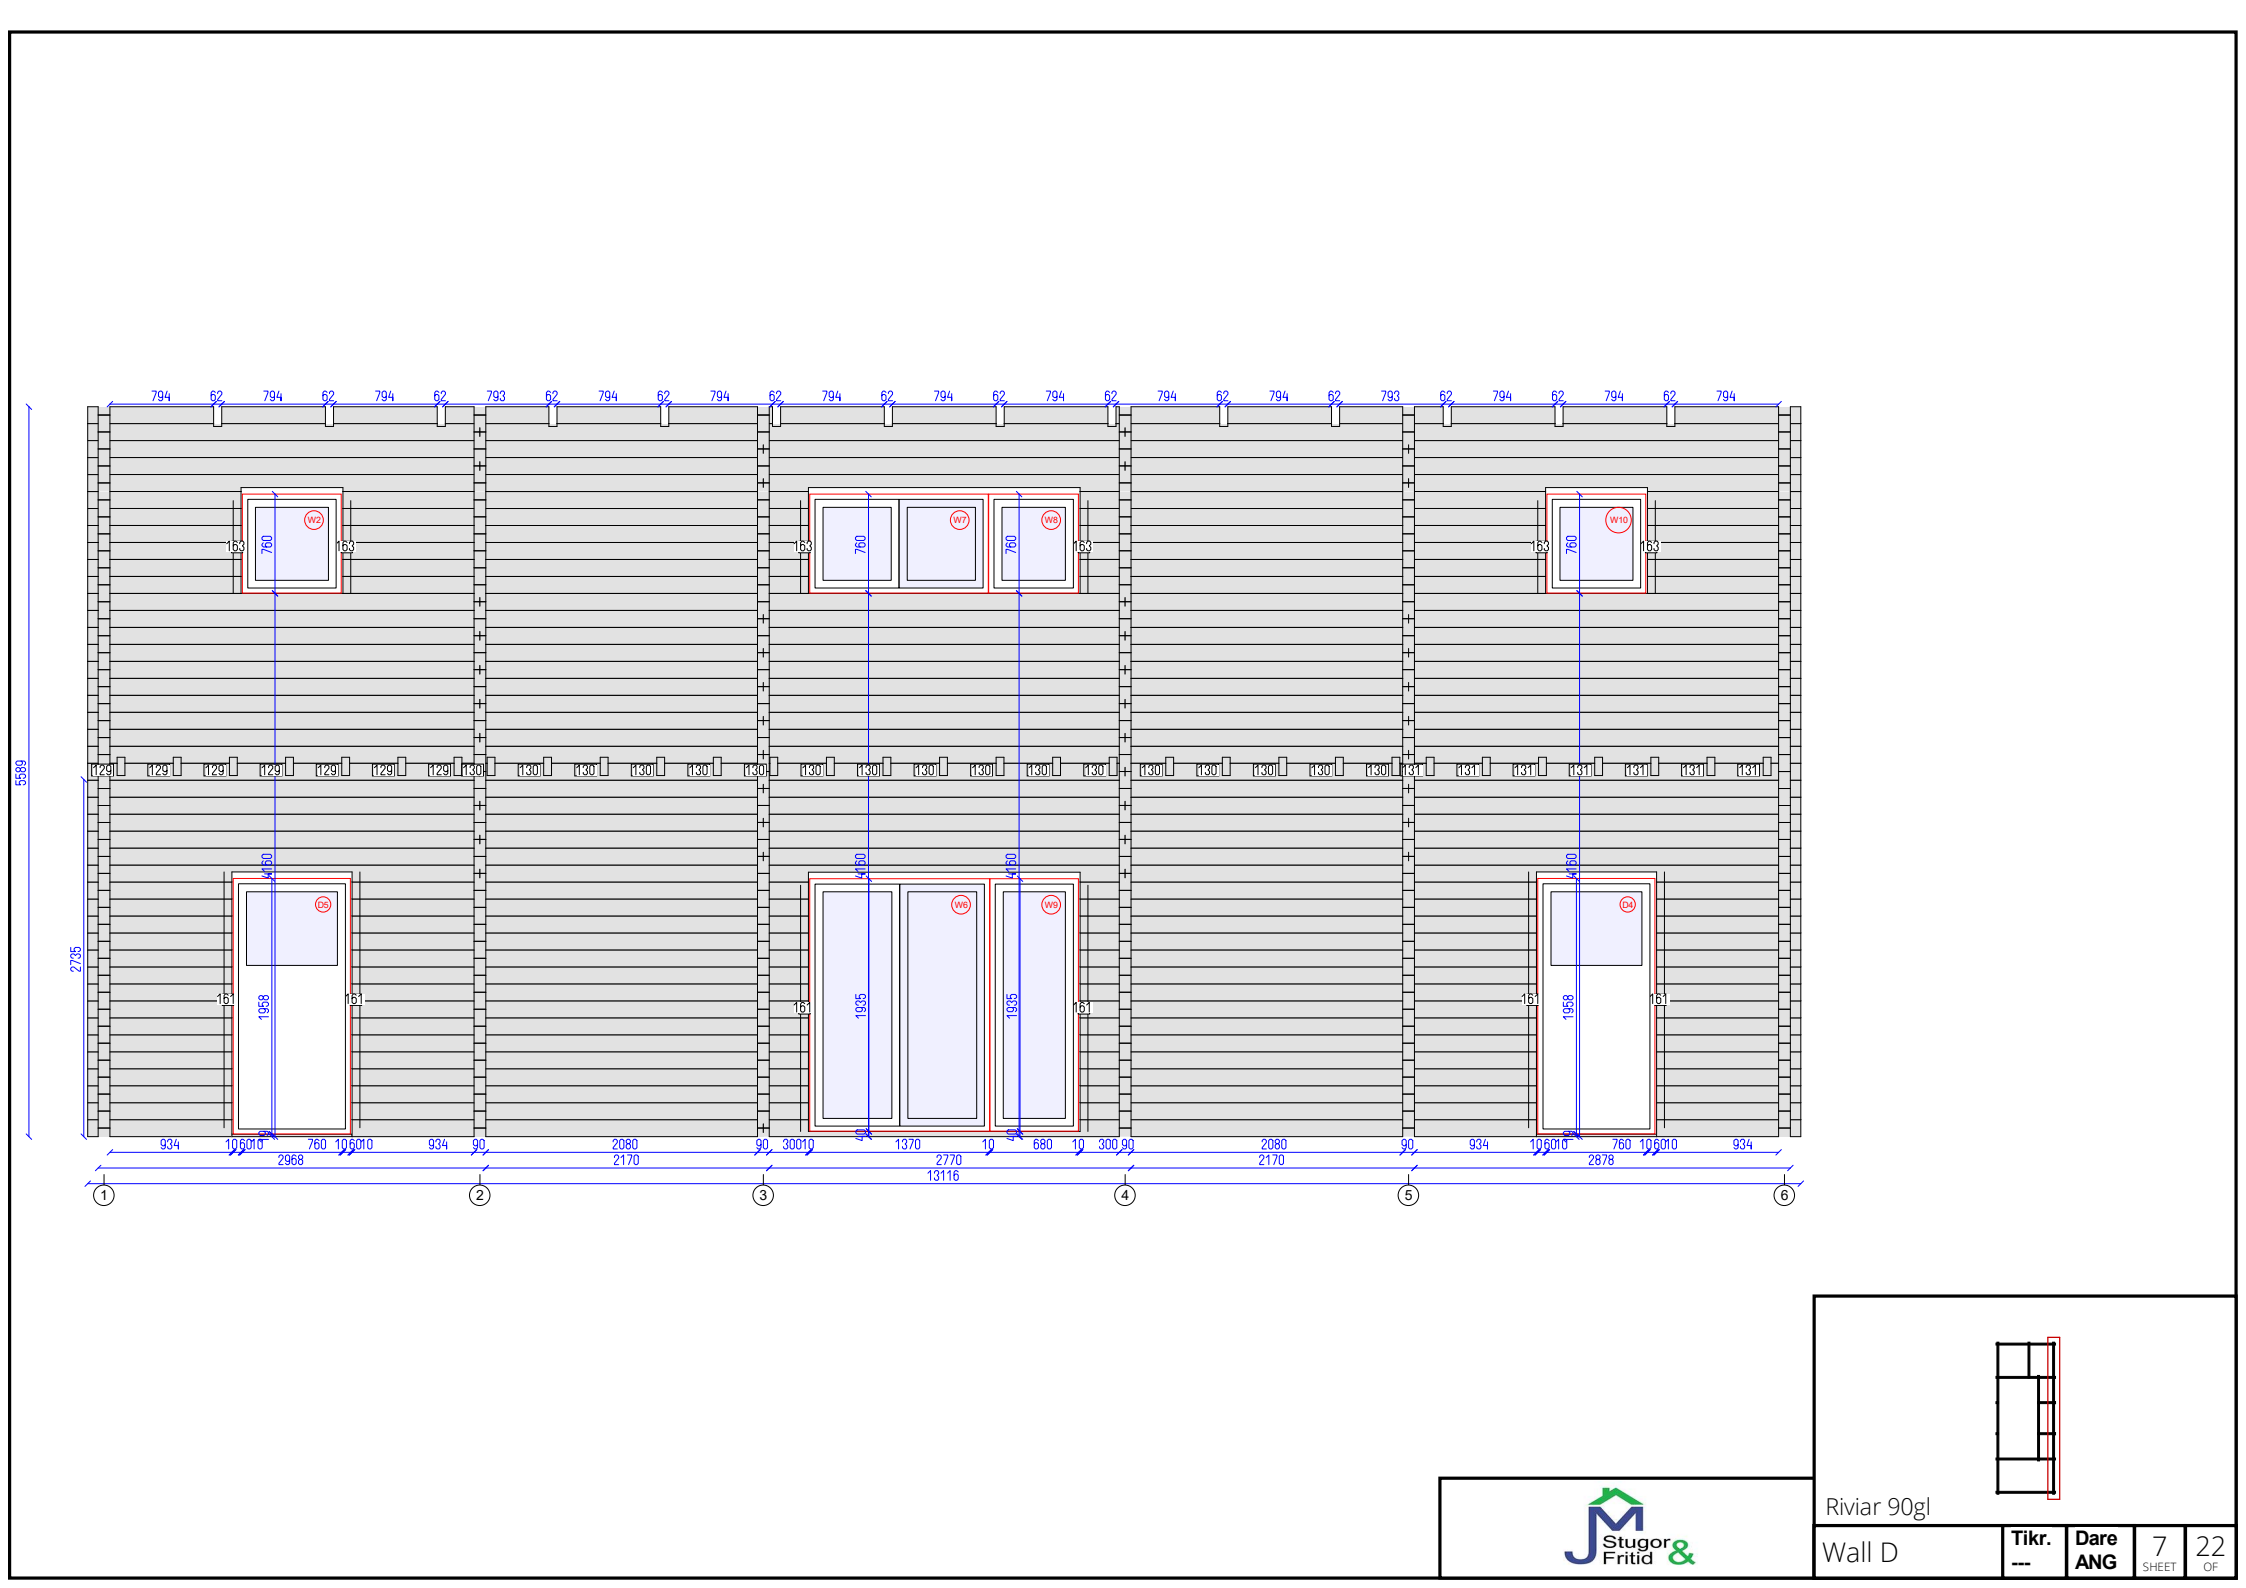 794 62 794 62 794 62 793 62 794 62 794 62 794 62 794 62 794 62 794 62 794 62 793 62 794 62 794 62 794
W2 W7 W8 W10
163 760 163 163 760 760 163 163 760 163
5589
129 129 129 129 129 129 129 130 130 130 130 130 130 130 130 130 130 130 130 130 130 130 130 130 131 131 131 131 131 131 131
4160 4160 4160 4160
D5 W6 W9 D4
2735
161 1958 161 161 1935 1935 161 161 1958 161
19 40 40 19
934 10 60 10 760 10 60 10 934 90 2080 90 300 10 1370 10 680 10 300 90 2080 90 934 10 60 10 760 10 60 10 934
2968 2170 2770 2170 2878
13116
1 2 3 4 5 6
Riviar 90gl
JM Stugor &
Fritid
Wall D
Tikr.
---
Dare
ANG
7
SHEET
22
OF